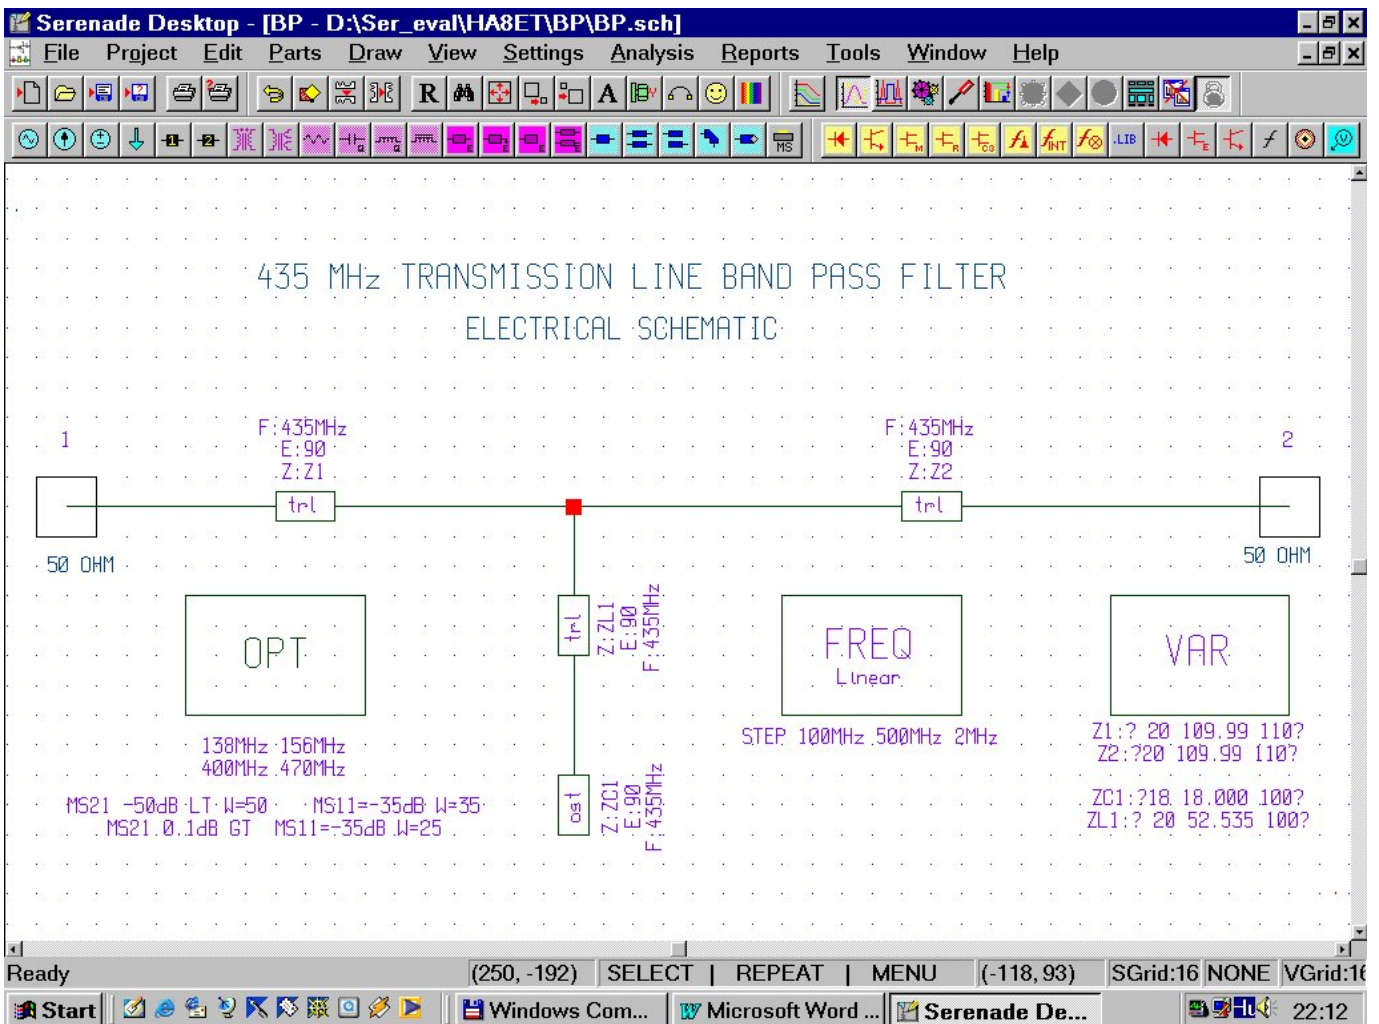 Serenade Desktop - [BP - D:\Ser_eval\HA8ET\BP\BP.sch]
File Project Edit Parts Draw View Settings Analysis Reports Tools Window Help
R A
1 2 G G E E E E MS M R CS INT .LIB E f
435 MHz TRANSMISSION LINE BAND PASS FILTER
ELECTRICAL SCHEMATIC
1
F:435MHz
E:90
Z:Z1
trl
F:435MHz
E:90
Z:Z2
trl
2
50 OHM
50 OHM
trl
Z:ZL1
E:90
F:435MHz
OPT
FREQ
Linear
VAR
138MHz 156MHz
400MHz 470MHz
STEP 100MHz 500MHz 2MHz
Z1:? 20 109.99 110?
Z2:?20 109.99 110?
MS21 -50dB LT W=50 MS11=-35dB W=35
MS21 0.1dB GT MS11=-35dB W=25
ost
Z:ZC1
E:90
F:435MHz
ZC1:?18 18.000 100?
ZL1:? 20 52.535 100?
Ready (250, -192) SELECT | REPEAT | MENU (-118, 93) SGrid:16 NONE VGrid:16
Start Windows Com... Microsoft Word ... Serenade De... 22:12